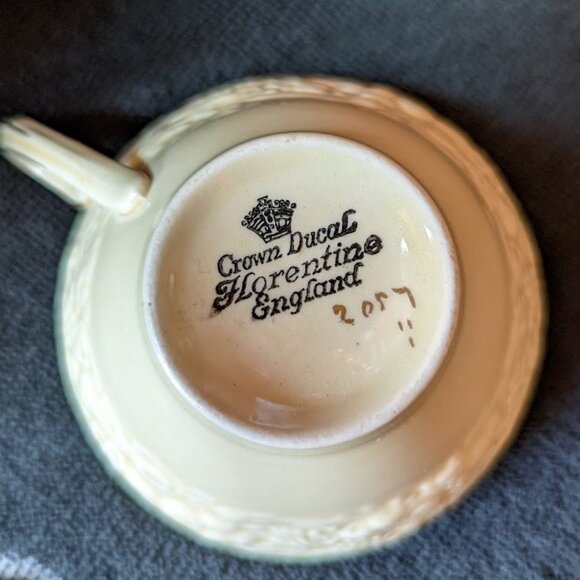 Crown Ducal
Florentine
England
2057
"